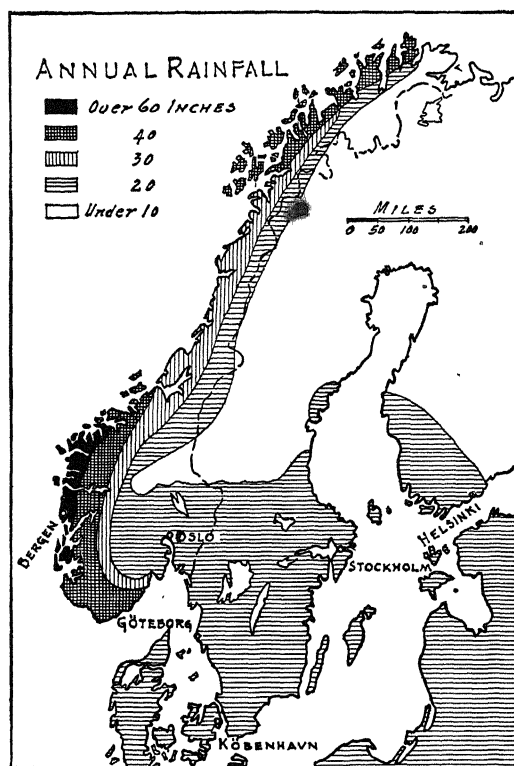 ANNUAL RAINFALL
OVER 60 INCHES
40
30
20
Under 10
MILES
0 50 100 200
BERGEN
OSLO
HELSINKI
STOCKHOLM
GÖTEBORG
KÖBENHAVN